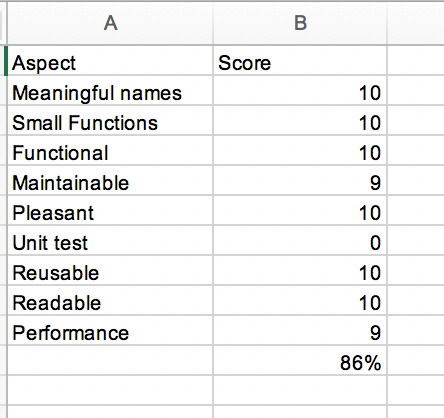 A B
Aspect Score
Meaningful names 10
Small Functions 10
Functional 10
Maintainable 9
Pleasant 10
Unit test 0
Reusable 10
Readable 10
Performance 9
86%